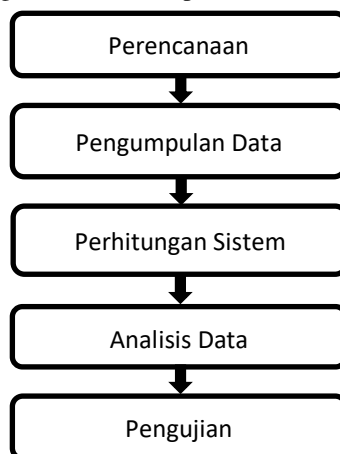 Perencanaan
Pengumpulan Data
Perhitungan Sistem
Analisis Data
Pengujian